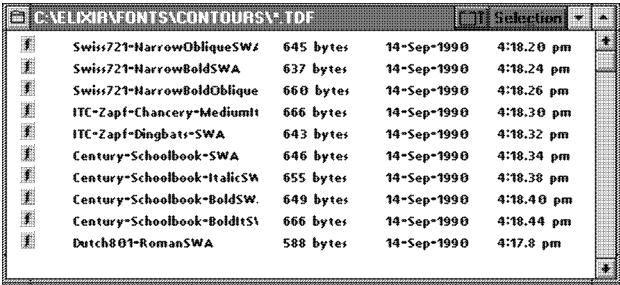 C:\ELIXIR\FONTS\CONTOURS\*.TDF Selection
Swiss721-NarrowObliqueSWA 645 bytes 14-Sep-1990 4:18.20 pm
Swiss721-NarrowBoldSWA 637 bytes 14-Sep-1990 4:18.24 pm
Swiss721-NarrowBoldOblique 660 bytes 14-Sep-1990 4:18.26 pm
ITC-Zapf-Chancery-MediumIt 666 bytes 14-Sep-1990 4:18.30 pm
ITC-Zapf-Dingbats-SWA 643 bytes 14-Sep-1990 4:18.32 pm
Century-Schoolbook-SWA 646 bytes 14-Sep-1990 4:18.34 pm
Century-Schoolbook-ItalicSW 655 bytes 14-Sep-1990 4:18.38 pm
Century-Schoolbook-BoldSW 649 bytes 14-Sep-1990 4:18.40 pm
Century-Schoolbook-BoldItS 666 bytes 14-Sep-1990 4:18.44 pm
Dutch801-RomanSWA 588 bytes 14-Sep-1990 4:17.8 pm